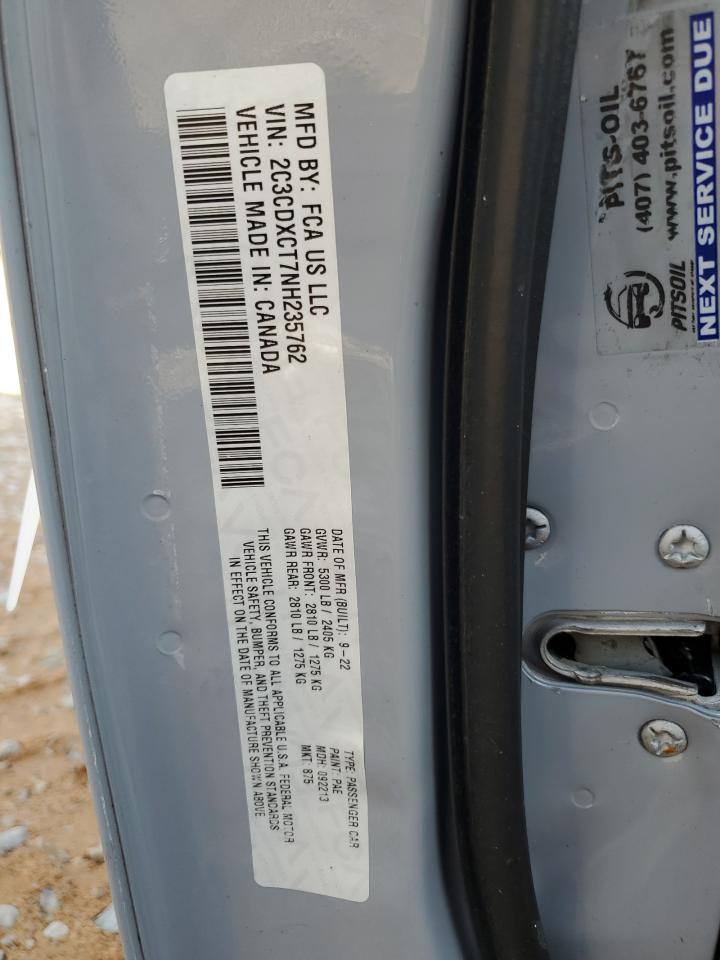 MFD BY: FCA US LLC
VIN: 2C3CDXCT7NH235762
VEHICLE MADE IN: CANADA
DATE OF MFR (BUILT): 9-22
GVWR: 5300 LB / 2405 KG
GAWR FRONT: 2810 LB / 1275 KG
GAWR REAR: 2810 LB / 1275 KG
TYPE: PASSENGER CAR
PAINT: PAE
MDH: 092213
MKT: 875
THIS VEHICLE CONFORMS TO ALL APPLICABLE U.S.A. FEDERAL MOTOR
VEHICLE SAFETY, BUMPER, AND THEFT PREVENTION STANDARDS
IN EFFECT ON THE DATE OF MANUFACTURE SHOWN ABOVE
PITS-OIL
(407) 403-6767
www.pitsoil.com
NEXT SERVICE DUE
PITSOIL